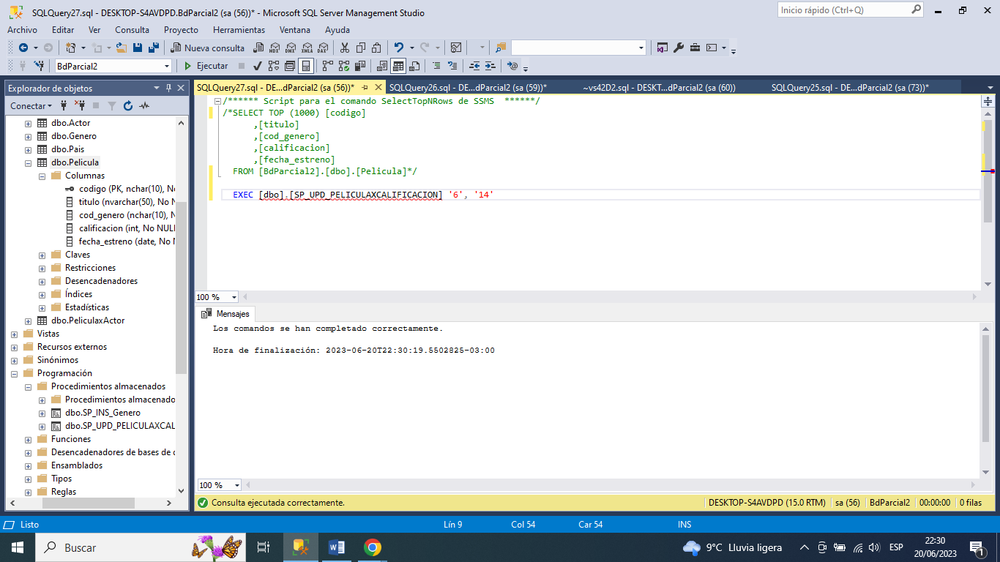 SQLQuery27.sql - DESKTOP-S4AVDPD.BdParcial2 (sa (56))* - Microsoft SQL Server Management Studio
Inicio rápido (Ctrl+Q)
Archivo Editar Ver Consulta Proyecto Herramientas Ventana Ayuda
Nueva consulta
MDX DMX XMLA DAX
BdParcial2
Ejecutar
Explorador de objetos
Conectar
dbo.Actor
dbo.Genero
dbo.Pais
dbo.Pelicula
Columnas
codigo (PK, nchar(10), No
titulo (nvarchar(50), No N
cod_genero (nchar(10), N
calificacion (int, No NULL
fecha_estreno (date, No N
Claves
Restricciones
Desencadenadores
Índices
Estadísticas
dbo.PeliculaxActor
Vistas
Recursos externos
Sinónimos
Programación
Procedimientos almacenados
Procedimientos almacenado
dbo.SP_INS_Genero
dbo.SP_UPD_PELICULAXCAL
Funciones
Desencadenadores de bases de d
Ensamblados
Tipos
Reglas
SQLQuery27.sql - DE...dParcial2 (sa (56))*
SQLQuery26.sql - DE...dParcial2 (sa (59))*
~vs42D2.sql - DESKT...dParcial2 (sa (60))
SQLQuery25.sql - DE...dParcial2 (sa (73))*
/****** Script para el comando SelectTopNRows de SSMS  ******/
/*SELECT TOP (1000) [codigo]
,[titulo]
,[cod_genero]
,[calificacion]
,[fecha_estreno]
FROM [BdParcial2].[dbo].[Pelicula]*/
EXEC [dbo].[SP_UPD_PELICULAXCALIFICACION] '6', '14'
100 %
Mensajes
Los comandos se han completado correctamente.
Hora de finalización: 2023-06-20T22:30:19.5502825-03:00
100 %
Consulta ejecutada correctamente.
DESKTOP-S4AVDPD (15.0 RTM) sa (56) BdParcial2 00:00:00 0 filas
Listo Lín 9 Col 54 Car 54 INS
Buscar
9°C Lluvia ligera
ESP
22:30
20/06/2023
1